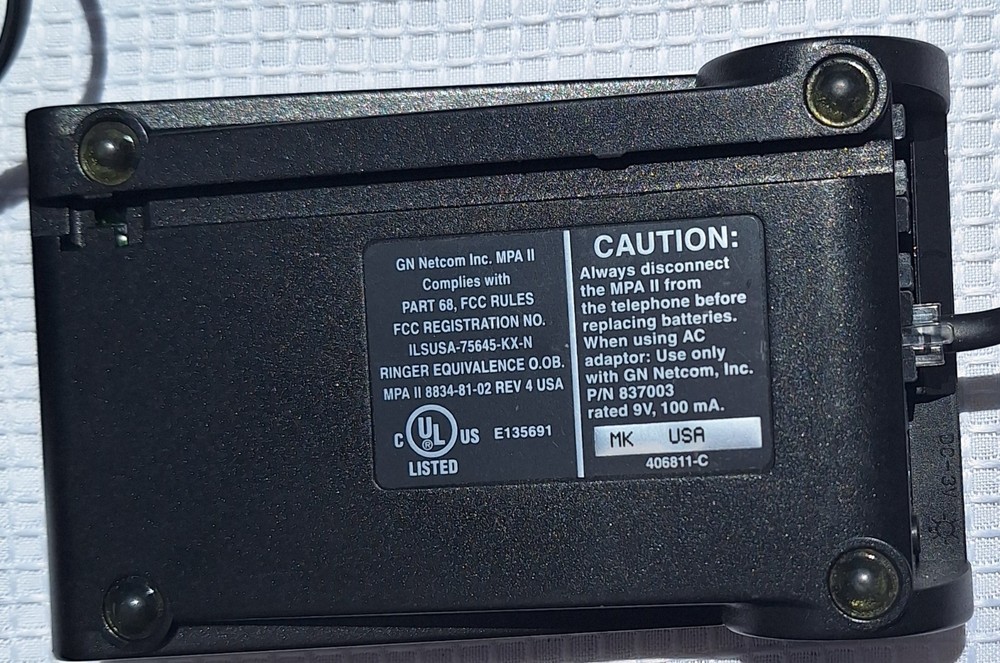 GN Netcom Inc. MPA II
Complies with
PART 68, FCC RULES
FCC REGISTRATION NO.
ILSUSA-75645-KX-N
RINGER EQUIVALENCE O.OB.
MPA II 8834-81-02 REV 4 USA
C UL US E135691
®
LISTED
CAUTION:
Always disconnect
the MPA II from
the telephone before
replacing batteries.
When using AC
adaptor: Use only
with GN Netcom, Inc.
P/N 837003
rated 9V, 100 mA.
MK USA
406811-C